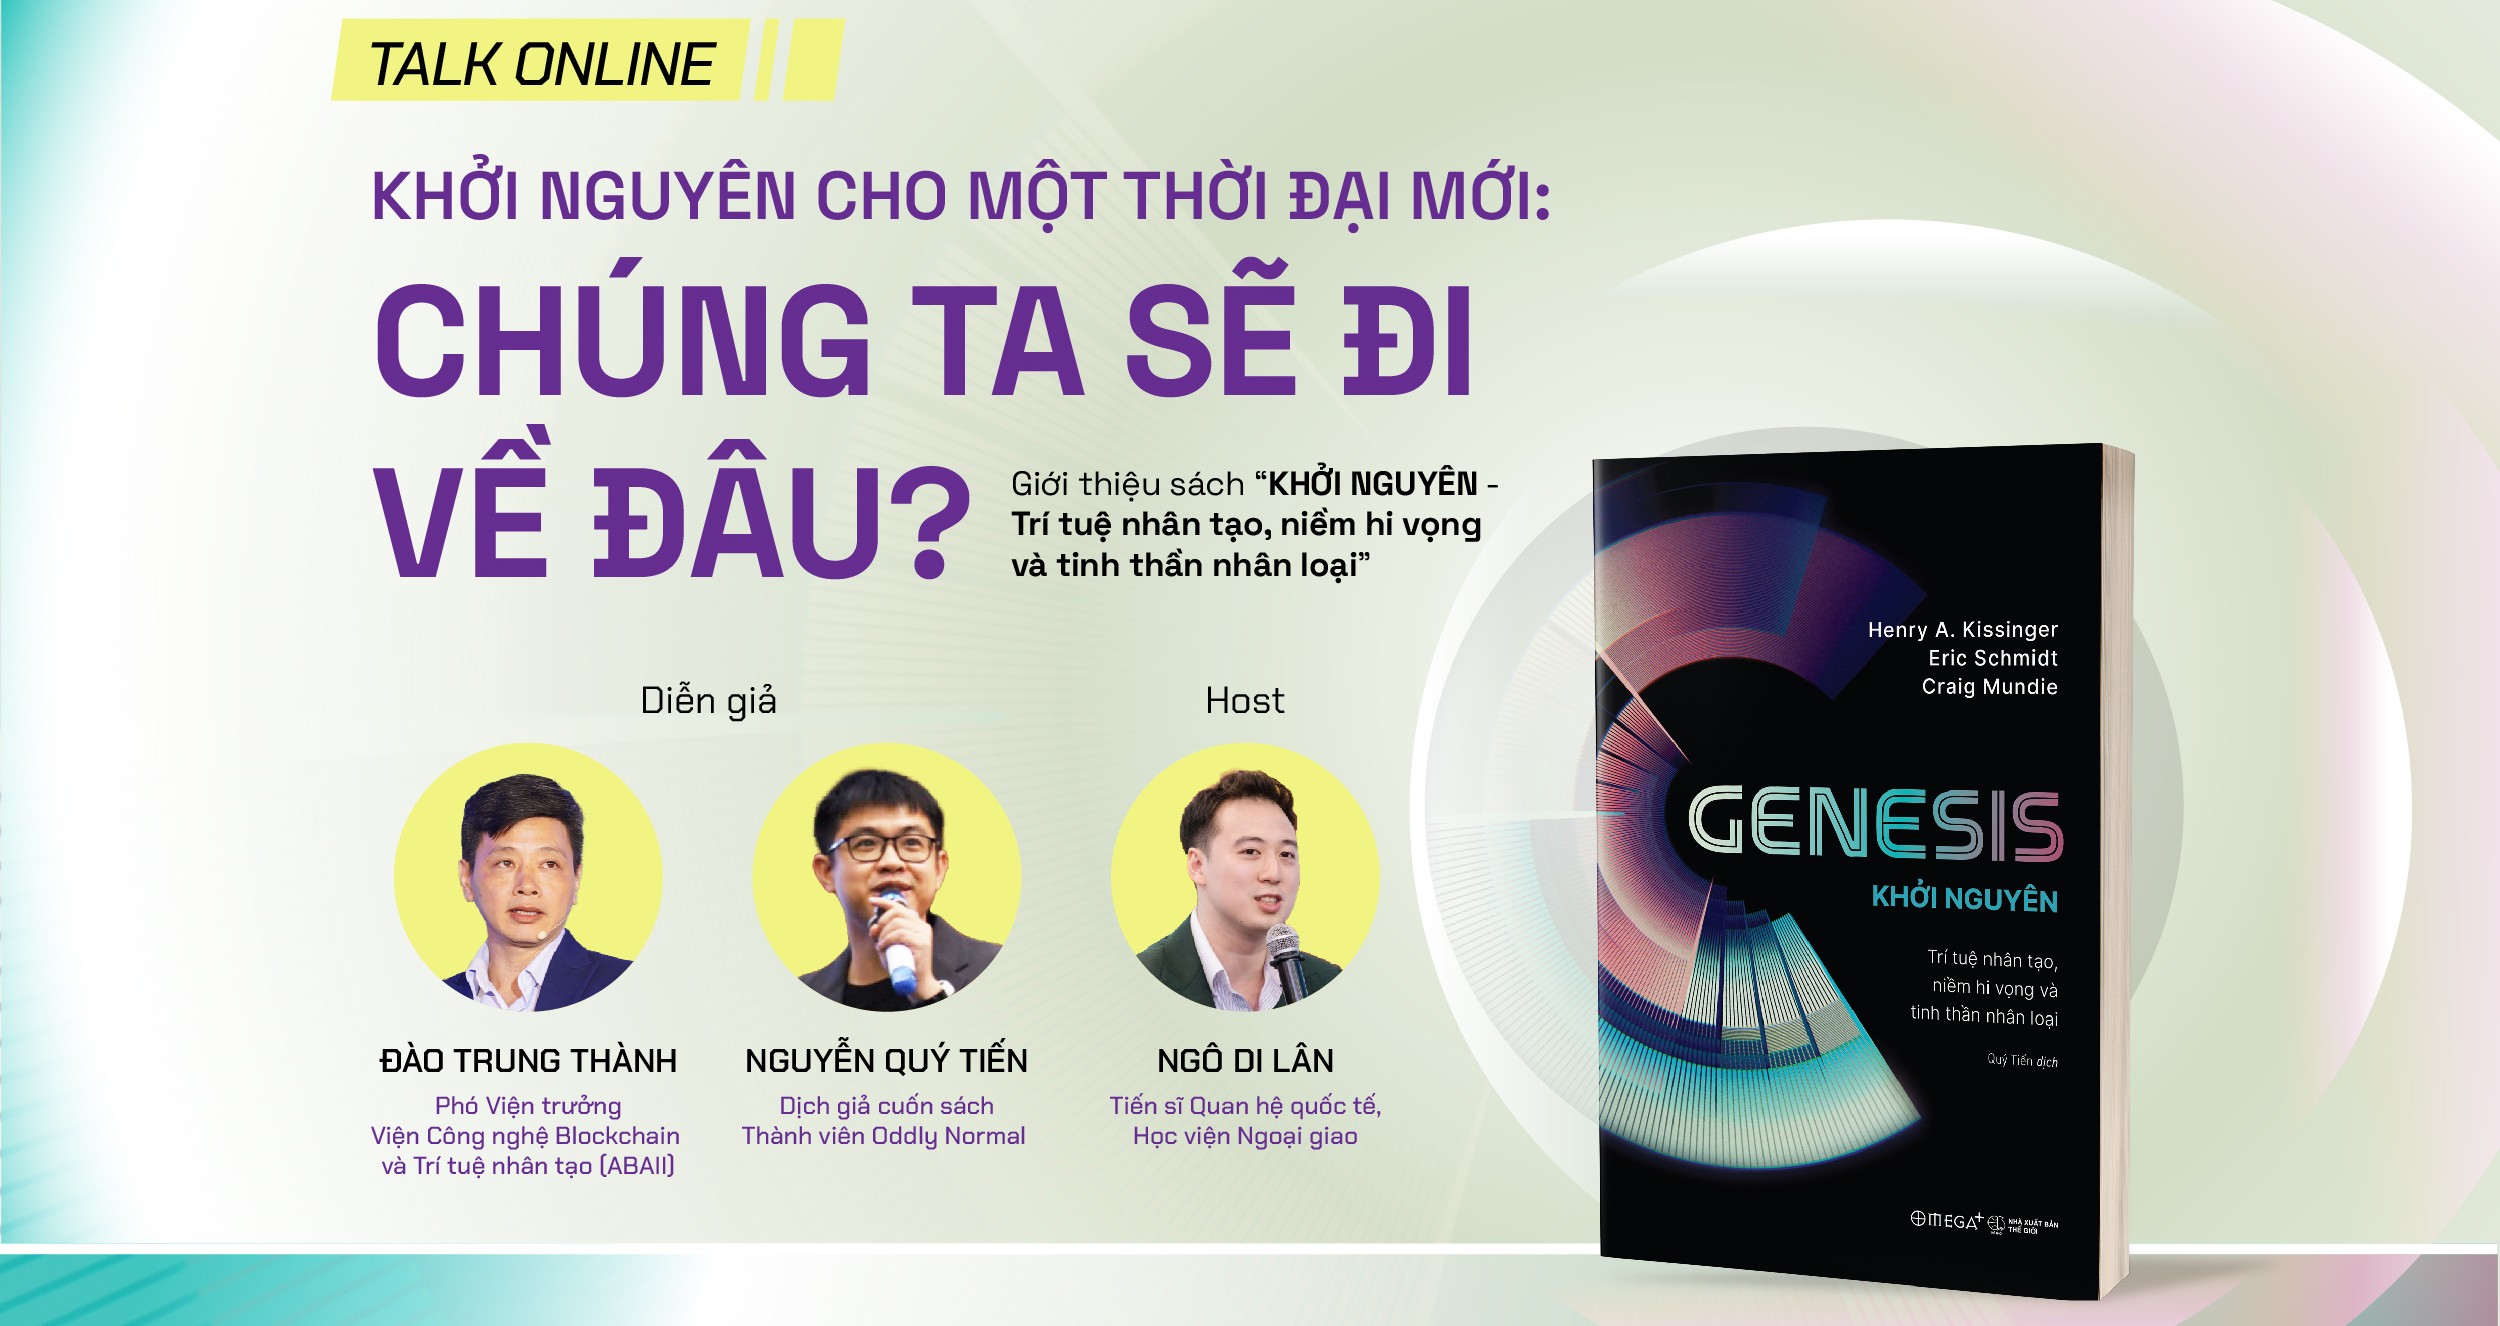 TALK ONLINE
KHỞI NGUYÊN CHO MỘT THỜI ĐẠI MỚI:
CHÚNG TA SẼ ĐI
VỀ ĐÂU?
Giới thiệu sách “KHỞI NGUYÊN -
Trí tuệ nhân tạo, niềm hi vọng
và tinh thần nhân loại”
Diễn giả
Host
ĐÀO TRUNG THÀNH
Phó Viện trưởng
Viện Công nghệ Blockchain
và Trí tuệ nhân tạo (ABAII)
NGUYỄN QUÝ TIẾN
Dịch giả cuốn sách
Thành viên Oddly Normal
NGÔ DI LÂN
Tiến sĩ Quan hệ quốc tế,
Học viện Ngoại giao
Henry A. Kissinger
Eric Schmidt
Craig Mundie
GENESIS
KHỞI NGUYÊN
Trí tuệ nhân tạo,
niềm hi vọng và
tinh thần nhân loại
Quý Tiến dịch
OMEGA+
NHÀ XUẤT BẢN
THẾ GIỚI